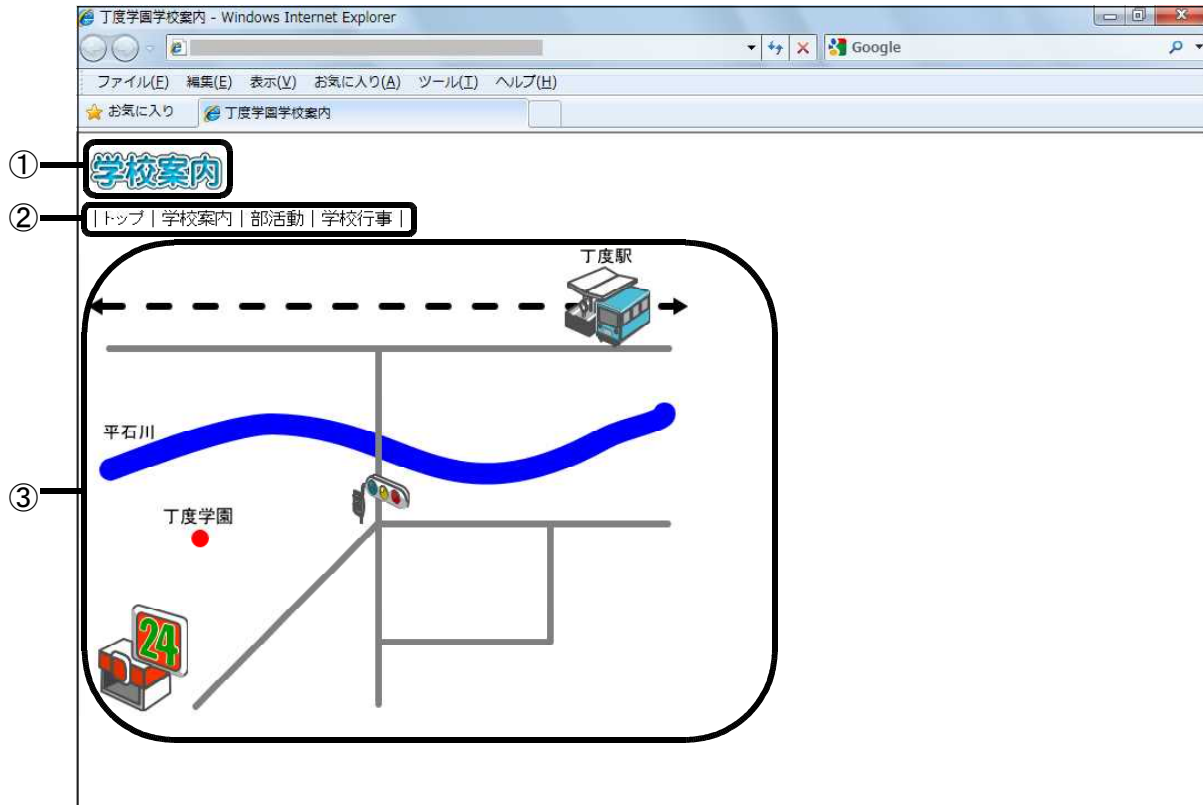 丁度学園学校案内 - Windows Internet Explorer
Google
ファイル(F) 編集(E) 表示(V) お気に入り(A) ツール(T) ヘルプ(H)
お気に入り 丁度学園学校案内
① 学校案内
② |トップ|学校案内|部活動|学校行事|
丁度駅
平石川
③
丁度学園
24